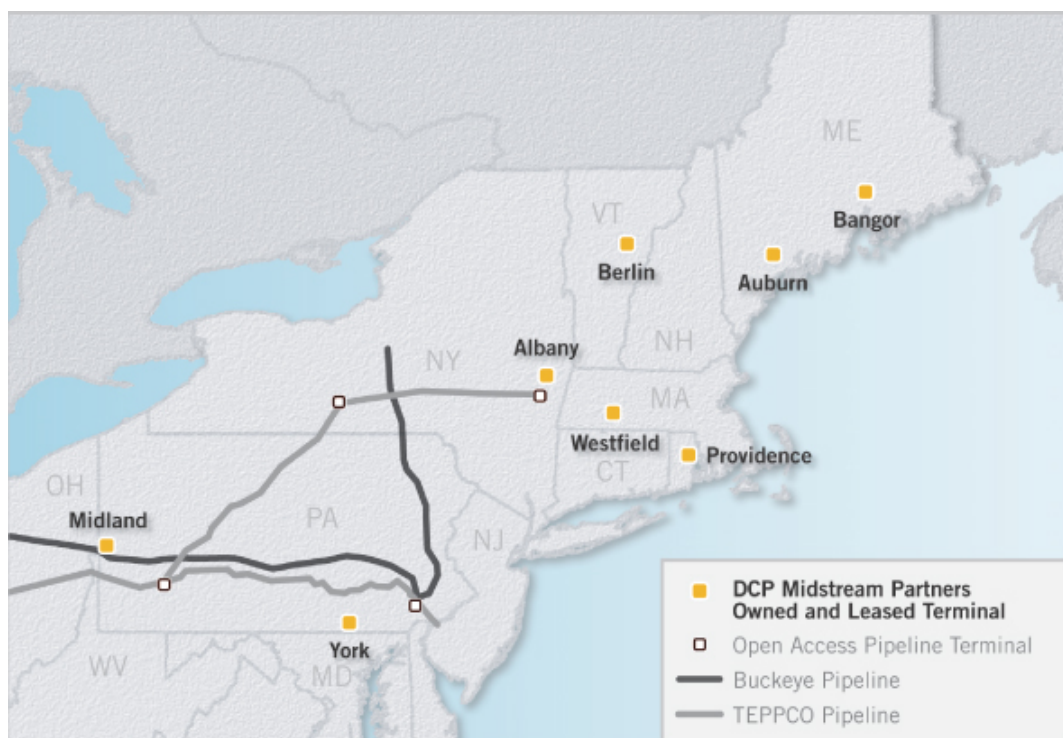 ME
Bangor
VT
Berlin
Auburn
NH
Albany
NY
MA
Westfield
Providence
CT
OH
Midland
PA
NJ
York
WV
MD
DCP Midstream Partners
Owned and Leased Terminal
Open Access Pipeline Terminal
Buckeye Pipeline
TEPPCO Pipeline